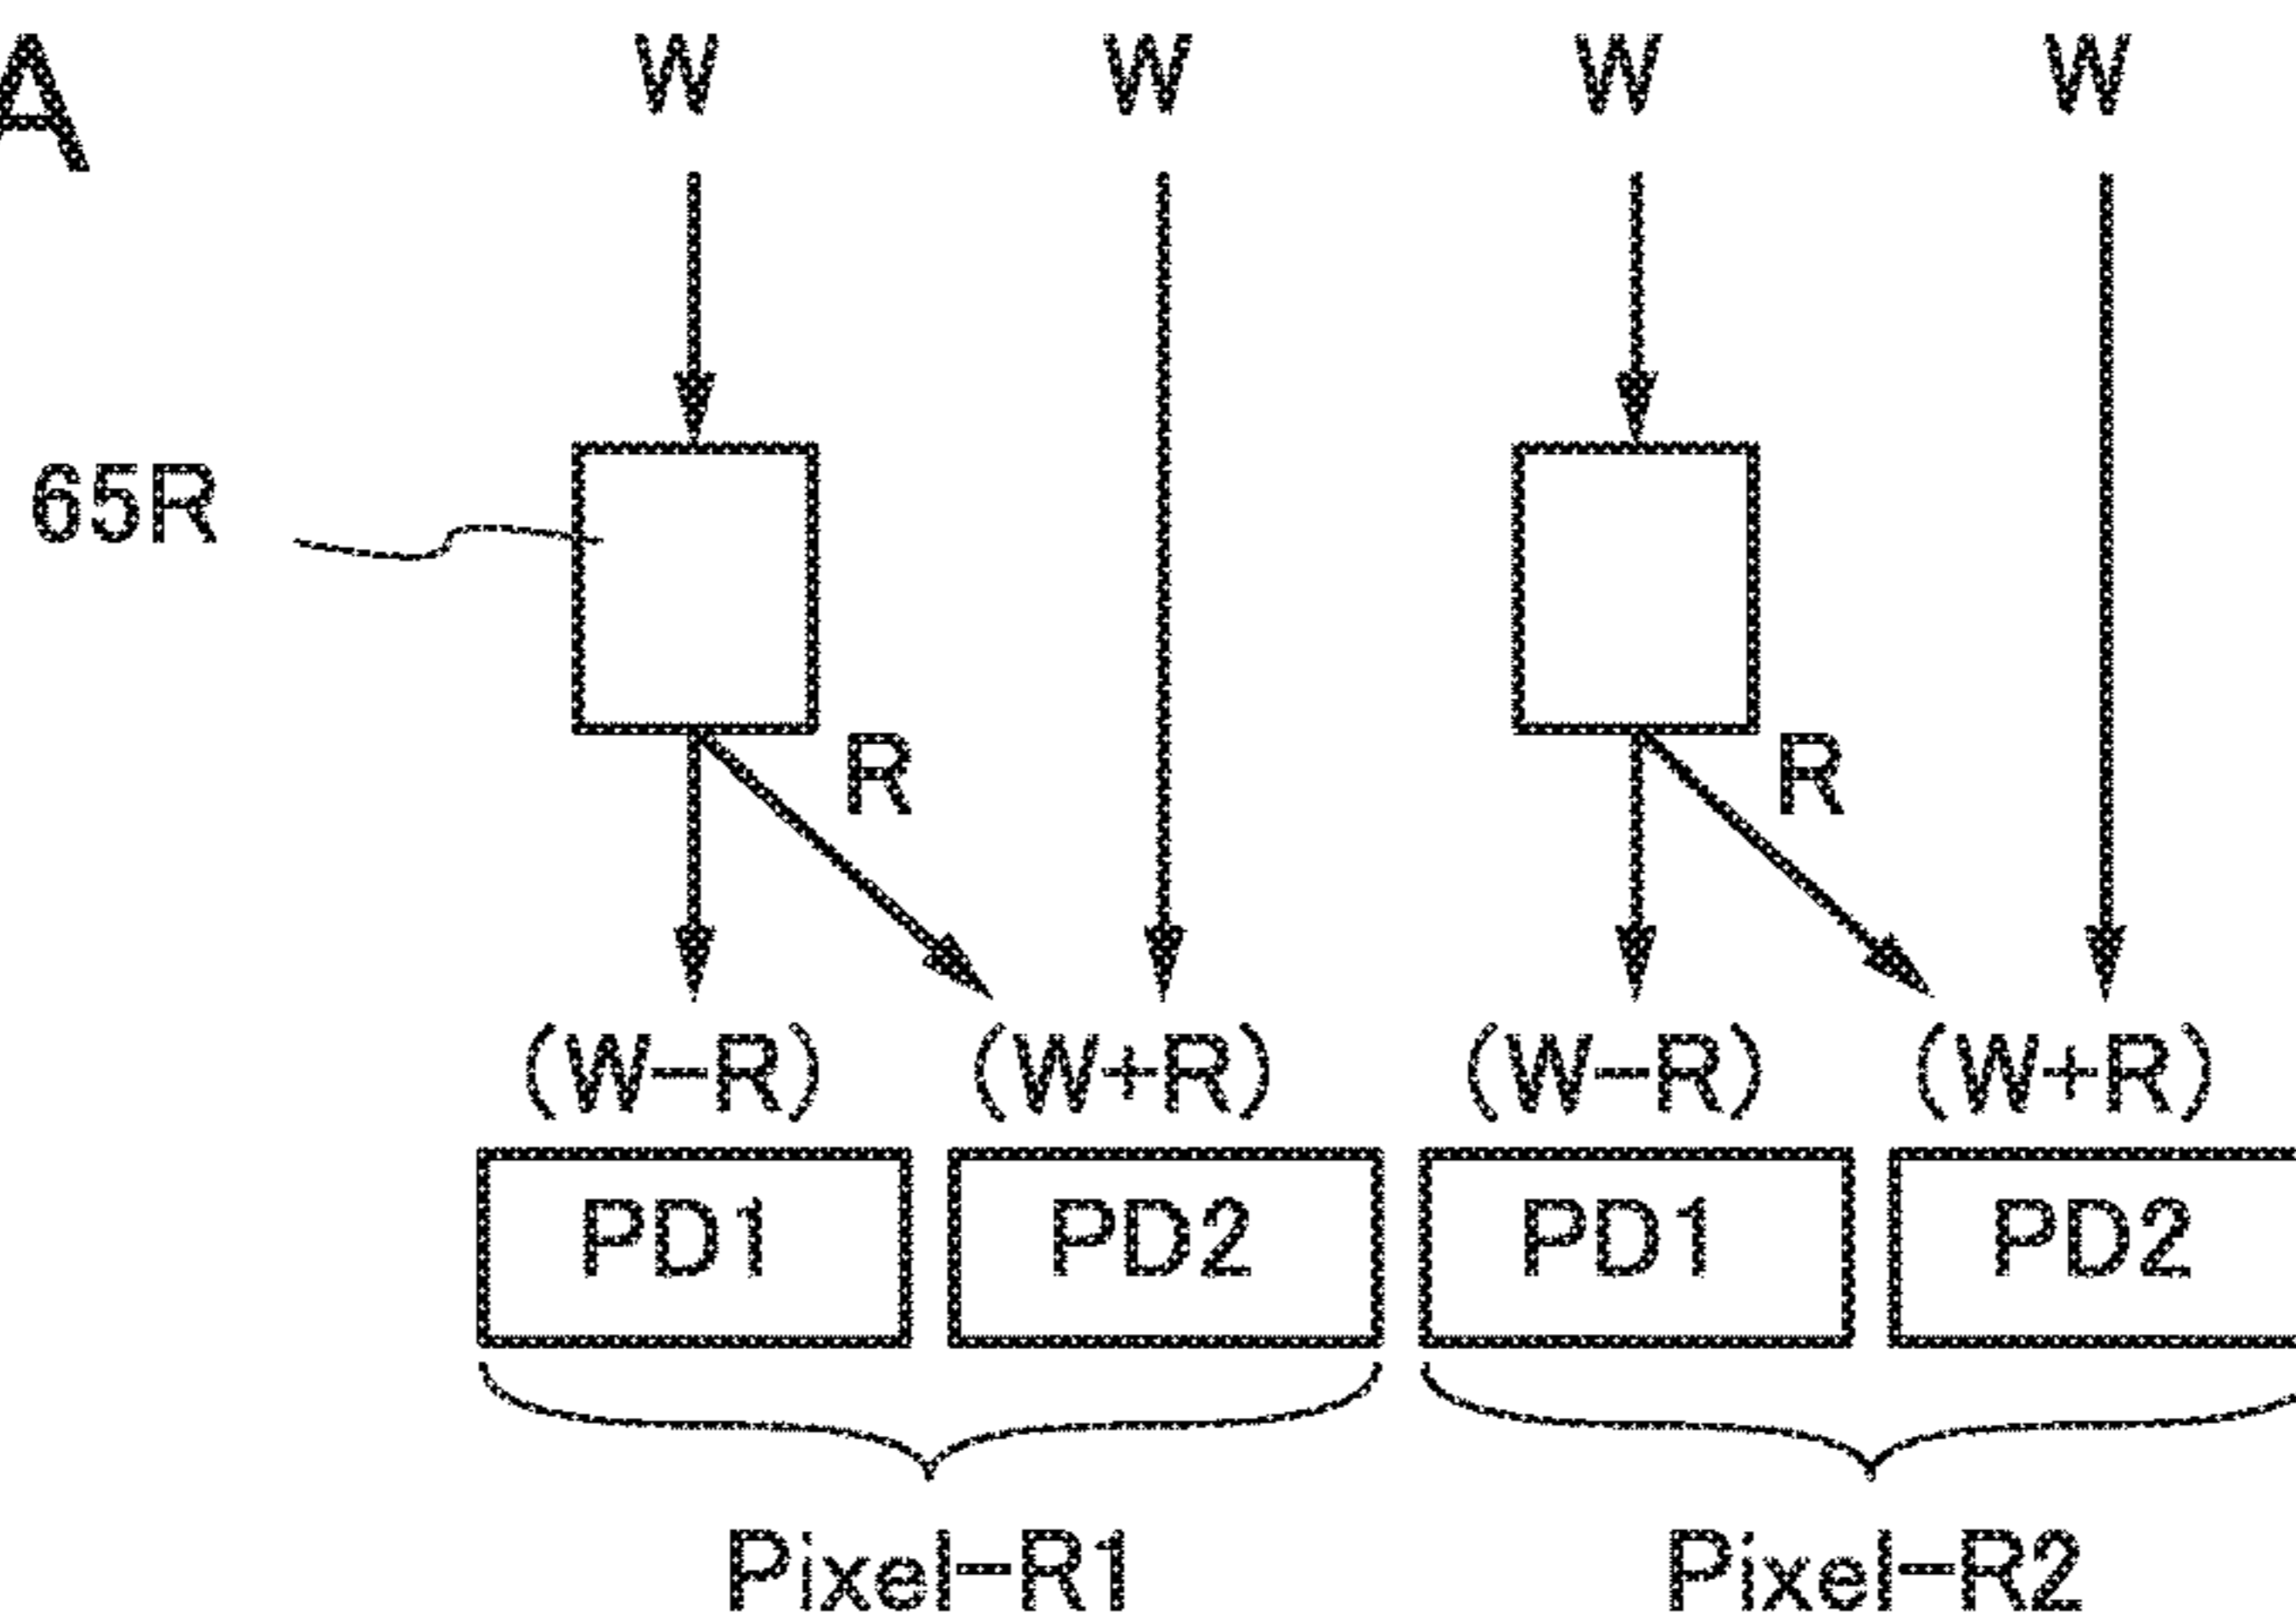 A
W W W W
65R
R R
(W-R) (W+R) (W-R) (W+R)
PD1 PD2 PD1 PD2
Pixel-R1 Pixel-R2